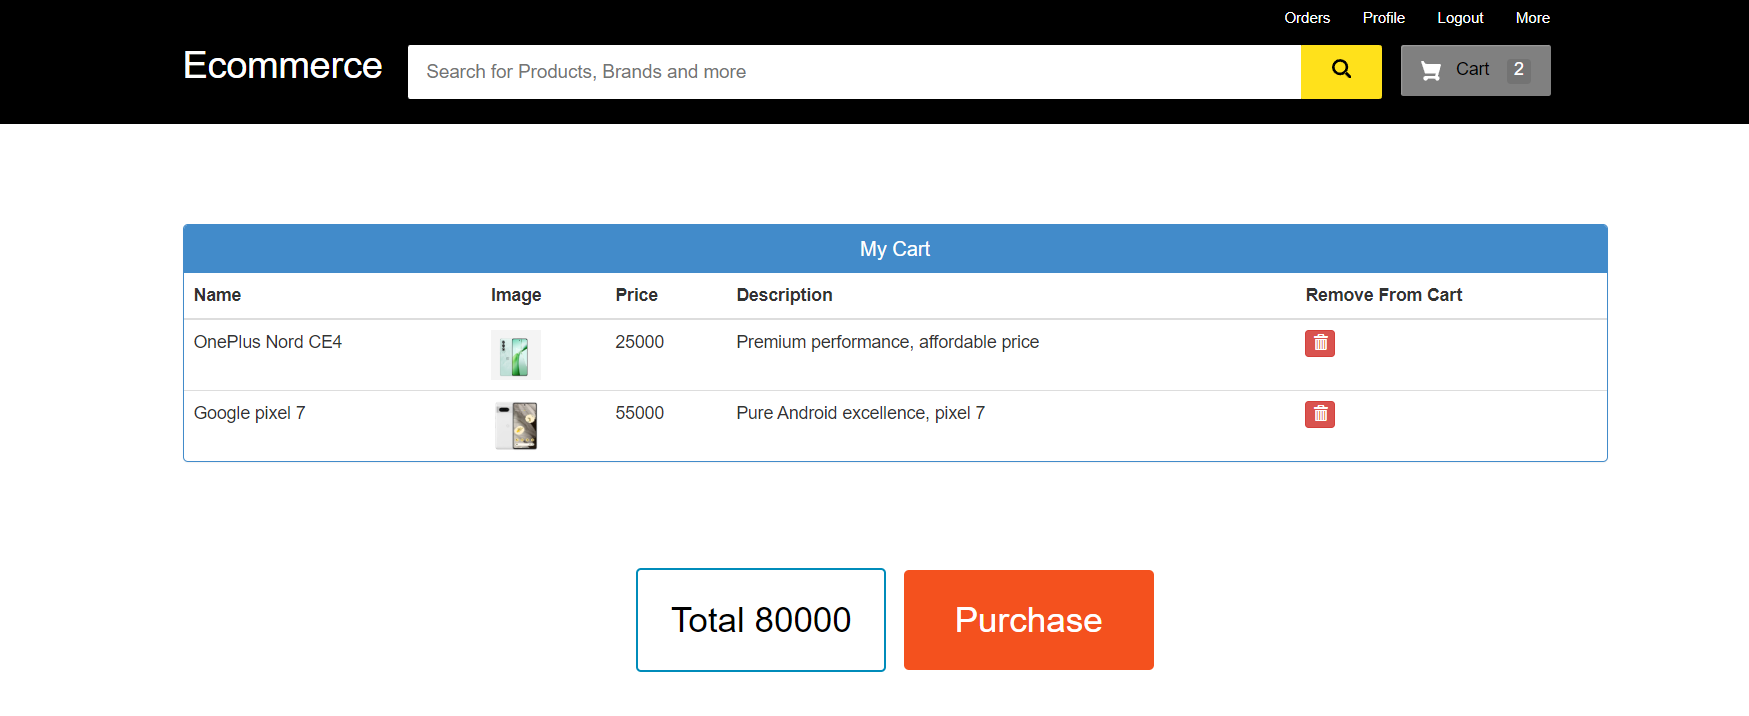 Orders Profile Logout More
Ecommerce Search for Products, Brands and more Cart 2
My Cart
Name Image Price Description Remove From Cart
OnePlus Nord CE4 25000 Premium performance, affordable price
Google pixel 7 55000 Pure Android excellence, pixel 7
Total 80000 Purchase